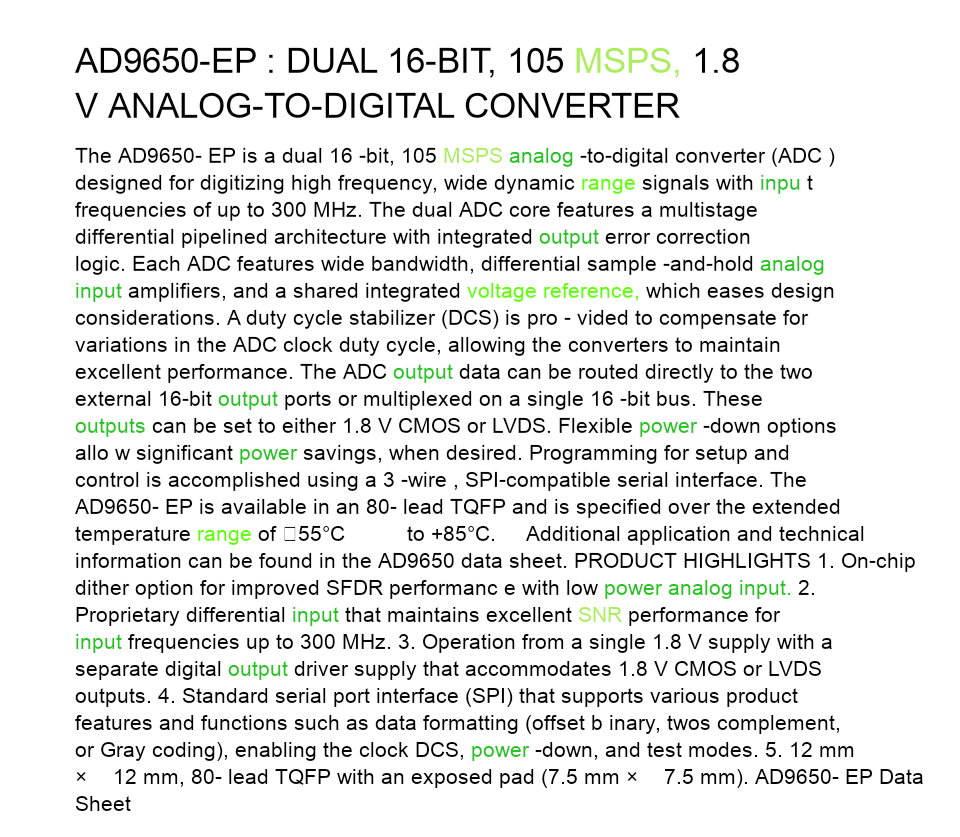 AD9650-EP : DUAL 16-BIT, 105 MSPS, 1.8
V ANALOG-TO-DIGITAL CONVERTER
The AD9650- EP is a dual 16 -bit, 105 MSPS analog -to-digital converter (ADC )
designed for digitizing high frequency, wide dynamic range signals with inpu t
frequencies of up to 300 MHz. The dual ADC core features a multistage
differential pipelined architecture with integrated output error correction
logic. Each ADC features wide bandwidth, differential sample -and-hold analog
input amplifiers, and a shared integrated voltage reference, which eases design
considerations. A duty cycle stabilizer (DCS) is pro - vided to compensate for
variations in the ADC clock duty cycle, allowing the converters to maintain
excellent performance. The ADC output data can be routed directly to the two
external 16-bit output ports or multiplexed on a single 16 -bit bus. These
outputs can be set to either 1.8 V CMOS or LVDS. Flexible power -down options
allo w significant power savings, when desired. Programming for setup and
control is accomplished using a 3 -wire , SPI-compatible serial interface. The
AD9650- EP is available in an 80- lead TQFP and is specified over the extended
temperature range of □55°C to +85°C. Additional application and technical
information can be found in the AD9650 data sheet. PRODUCT HIGHLIGHTS 1. On-chip
dither option for improved SFDR performanc e with low power analog input. 2.
Proprietary differential input that maintains excellent SNR performance for
input frequencies up to 300 MHz. 3. Operation from a single 1.8 V supply with a
separate digital output driver supply that accommodates 1.8 V CMOS or LVDS
outputs. 4. Standard serial port interface (SPI) that supports various product
features and functions such as data formatting (offset b inary, twos complement,
or Gray coding), enabling the clock DCS, power -down, and test modes. 5. 12 mm
× 12 mm, 80- lead TQFP with an exposed pad (7.5 mm × 7.5 mm). AD9650- EP Data
Sheet